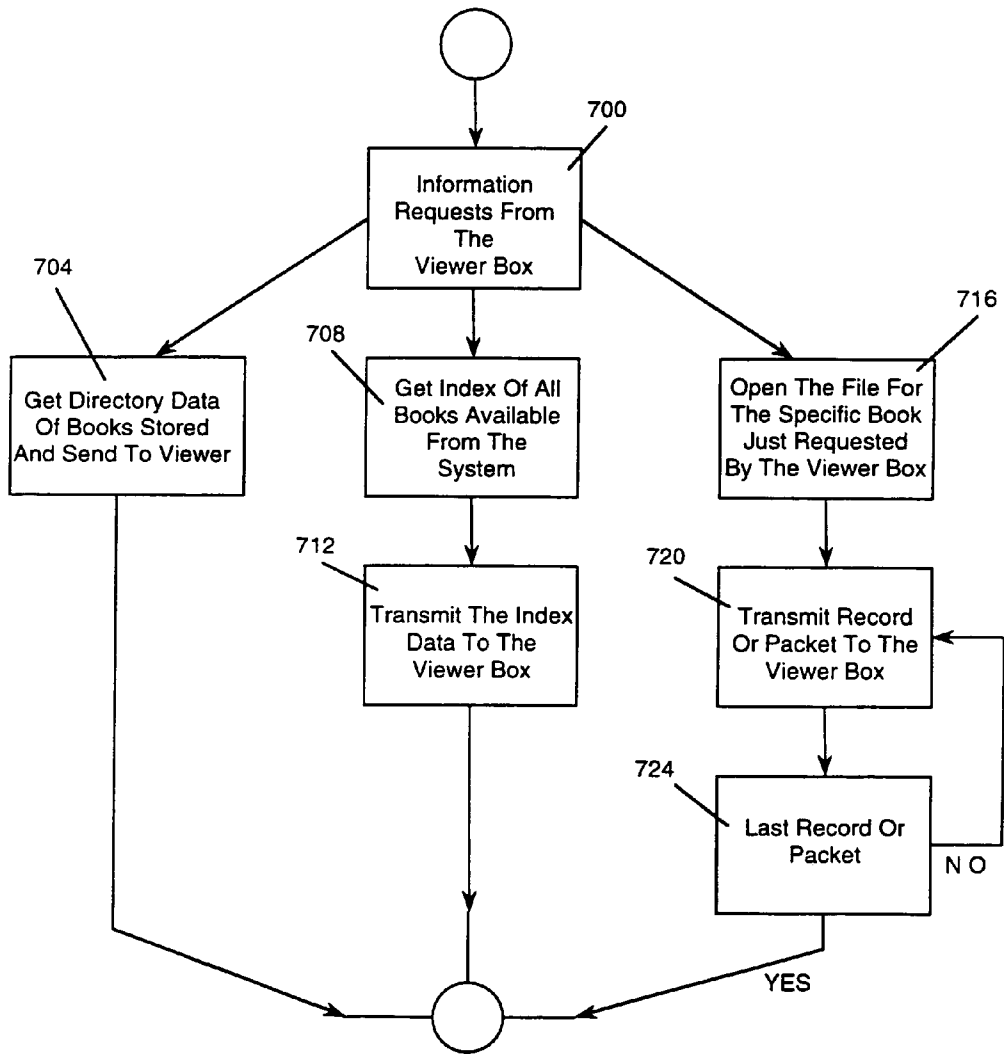 700
Information
Requests From
The
Viewer Box
704
Get Directory Data
Of Books Stored
And Send To Viewer
708
Get Index Of All
Books Available
From The
System
716
Open The File For
The Specific Book
Just Requested
By The Viewer Box
712
Transmit The Index
Data To The
Viewer Box
720
Transmit Record
Or Packet To The
Viewer Box
724
Last Record Or
Packet
N O
YES